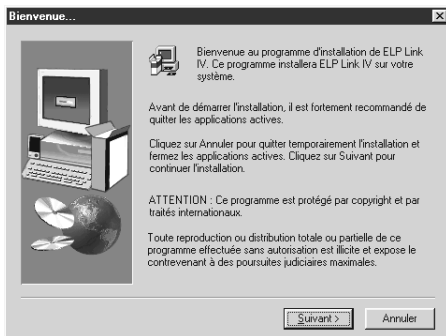 Bienvenue...
Bienvenue au programme d'installation de ELP Link
IV. Ce programme installera ELP Link IV sur votre
système.
Avant de démarrer l'installation, il est fortement recommandé de
quitter les applications actives.
Cliquez sur Annuler pour quitter temporairement l'installation et
fermez les applications actives. Cliquez sur Suivant pour
continuer l'installation.
ATTENTION : Ce programme est protégé par copyright et par
traités internationaux.
Toute reproduction ou distribution totale ou partielle de ce
programme effectuée sans autorisation est illicite et expose le
contrevenant à des poursuites judiciaires maximales.
Suivant >
Annuler